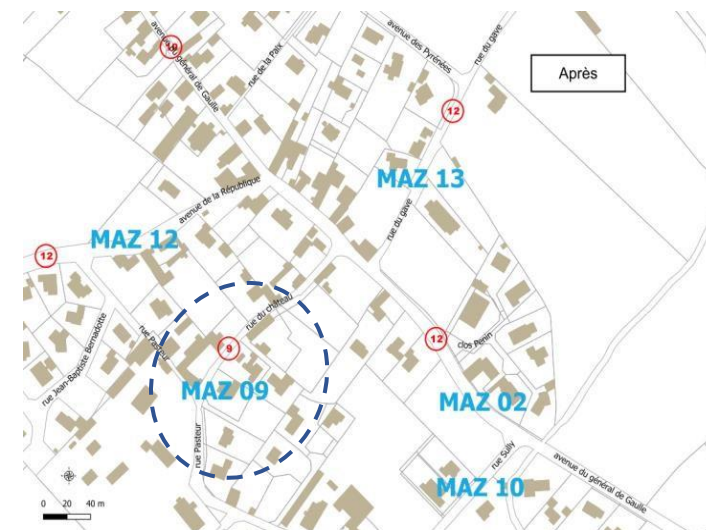 avenue du général de Gaulle
10
rue de la Paix
avenue des Pyrénées
rue du gave
Après
12
MAZ 13
avenue de la République
rue du gave
MAZ 12
12
rue du château
rue Pasteur
9
12
clos Penin
rue Jean-Baptiste Bernadotte
MAZ 09
MAZ 02
rue Pasteur
rue Sully
avenue du général de Gaulle
MAZ 10
0 20 40 m